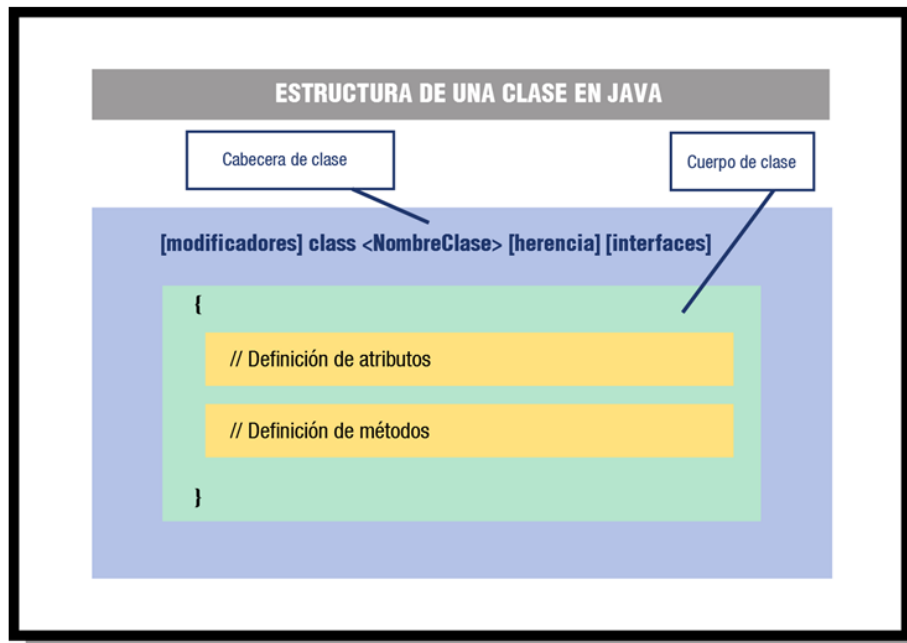 ESTRUCTURA DE UNA CLASE EN JAVA
Cabecera de clase
Cuerpo de clase
[modificadores] class <NombreClase> [herencia] [interfaces]
{
// Definición de atributos
// Definición de métodos
}